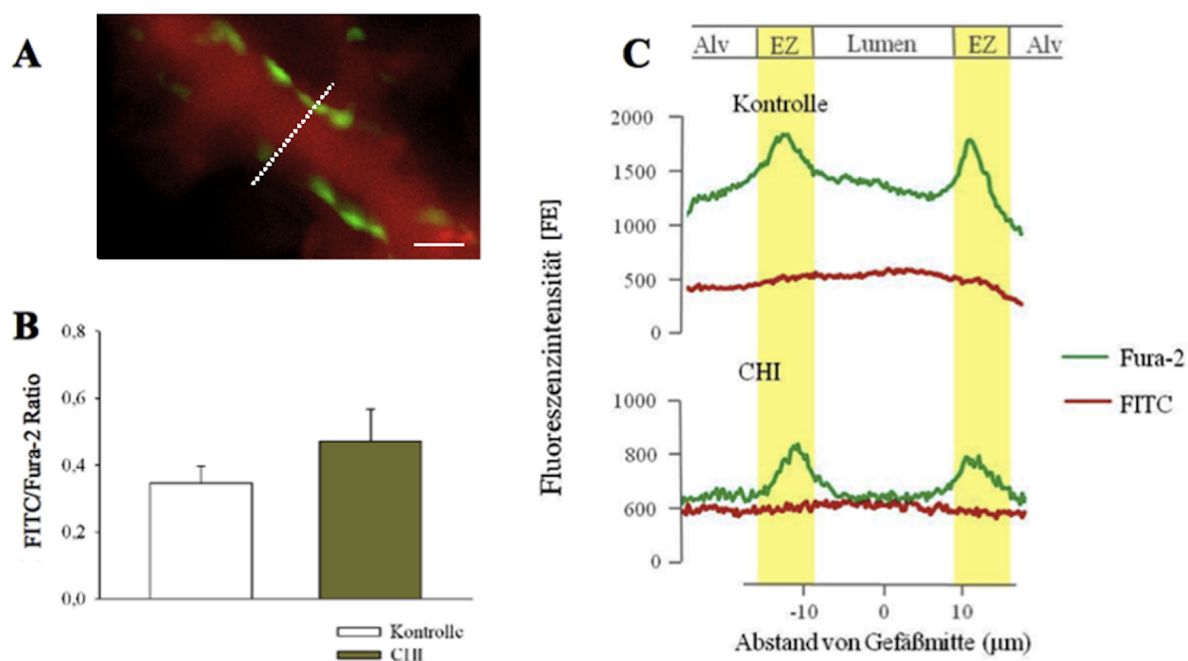 A
B
FITC/Fura-2 Ratio
0,8
0,6
0,4
0,2
0,0
Kontrolle
CHI
C
Alv EZ Lumen EZ Alv
Kontrolle
Fluoreszenzintensität [FE]
2000
1500
1000
500
0
CHI
1000
800
600
0
Fura-2
FITC
-10 0 10
Abstand von Gefäßmitte (µm)